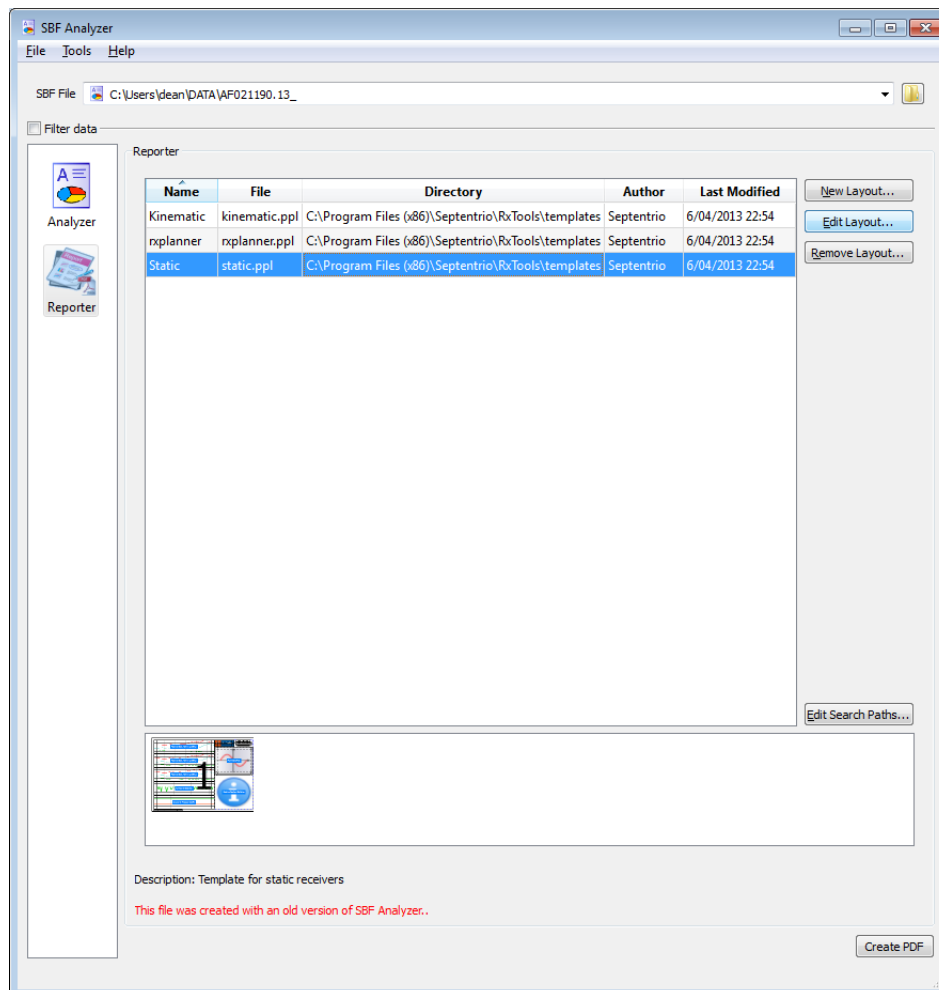 SBF Analyzer
File Tools Help
SBF File C:\Users\dean\DATA\AF021190.13_
Filter data
Reporter
Analyzer
Reporter
Name File Directory Author Last Modified
Kinematic kinematic.ppl C:\Program Files (x86)\Septentrio\RxTools\templates Septentrio 6/04/2013 22:54
rxplanner rxplanner.ppl C:\Program Files (x86)\Septentrio\RxTools\templates Septentrio 6/04/2013 22:54
Static static.ppl C:\Program Files (x86)\Septentrio\RxTools\templates Septentrio 6/04/2013 22:54
New Layout...
Edit Layout...
Remove Layout...
Edit Search Paths...
1
Description: Template for static receivers
This file was created with an old version of SBF Analyzer..
Create PDF